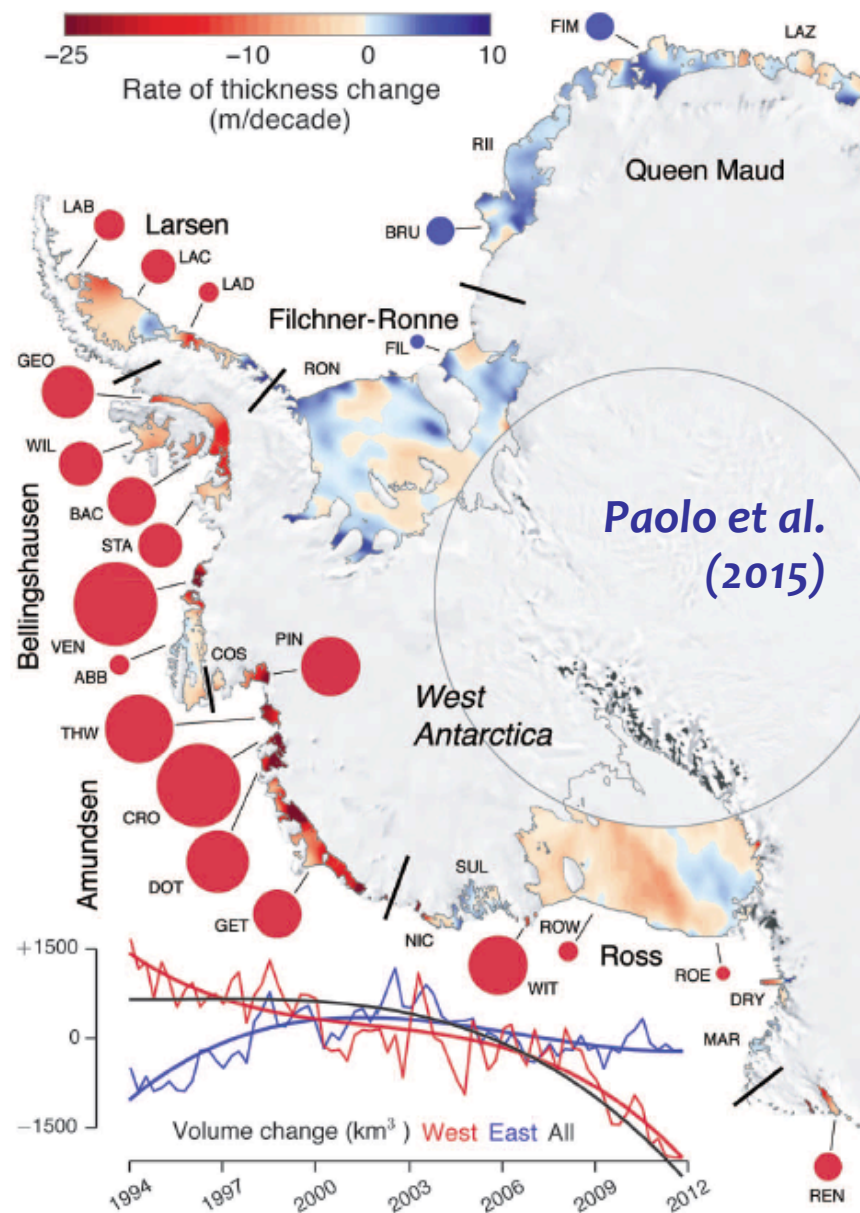 −25 −10 0 10
Rate of thickness change
(m/decade)
FIM
LAZ
RII
Queen Maud
BRU
LAB
Larsen
LAC
LAD
Filchner-Ronne
FIL
GEO
RON
WIL
BAC
STA
Paolo et al.
(2015)
Bellingshausen
VEN
ABB
COS
PIN
THW
West
Antarctica
CRO
DOT
Amundsen
GET
SUL
NIC
ROW
Ross
WIT
ROE
DRY
MAR
REN
+1500
0
−1500
Volume change (km³) West East All
1994 1997 2000 2003 2006 2009 2012